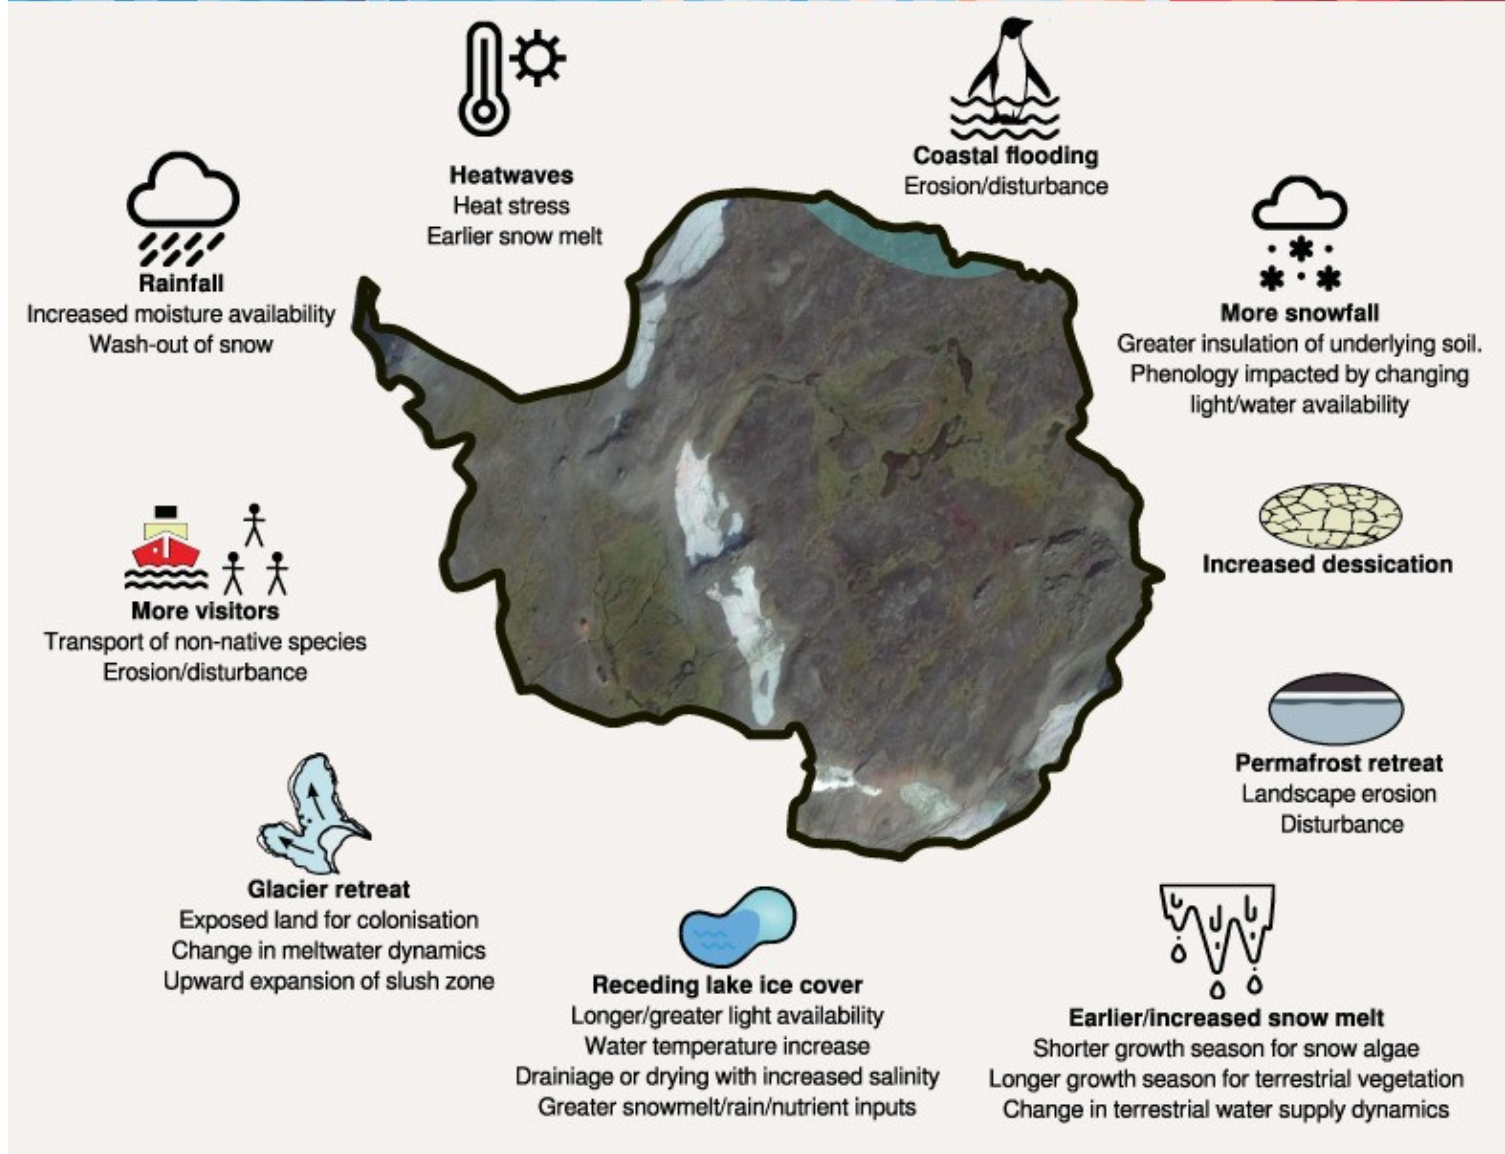 Heatwaves
Heat stress
Earlier snow melt
Coastal flooding
Erosion/disturbance
Rainfall
Increased moisture availability
Wash-out of snow
More snowfall
Greater insulation of underlying soil.
Phenology impacted by changing
light/water availability
More visitors
Transport of non-native species
Erosion/disturbance
Increased dessication
Permafrost retreat
Landscape erosion
Disturbance
Glacier retreat
Exposed land for colonisation
Change in meltwater dynamics
Upward expansion of slush zone
Receding lake ice cover
Longer/greater light availability
Water temperature increase
Drainiage or drying with increased salinity
Greater snowmelt/rain/nutrient inputs
Earlier/increased snow melt
Shorter growth season for snow algae
Longer growth season for terrestrial vegetation
Change in terrestrial water supply dynamics